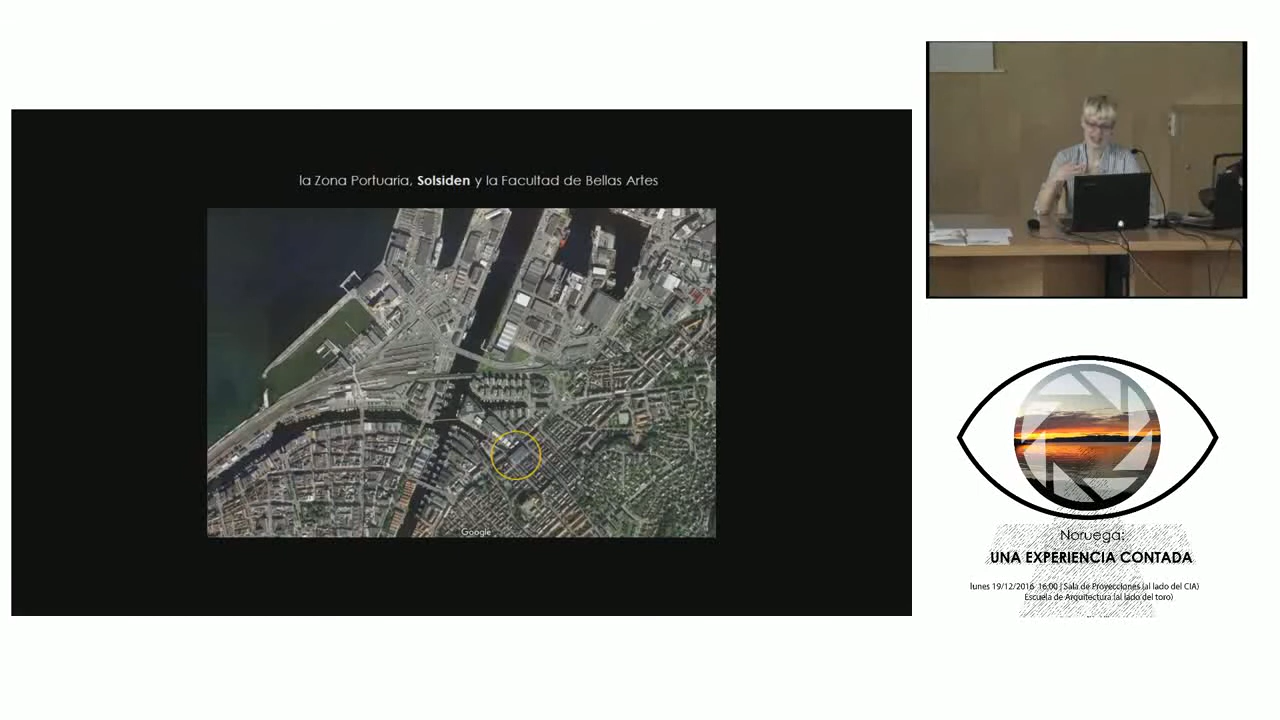 la Zona Portuaria, Solsiden y la Facultad de Bellas Artes
Google
Noruega:
UNA EXPERIENCIA CONTADA
lunes 19/12/2016 16:00 | Sala de Proyecciones (al lado del CIA)
Escuela de Arquitectura (al lado del toro)